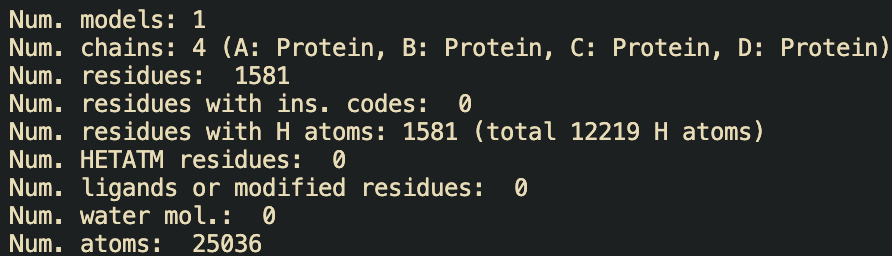 Num. models: 1
Num. chains: 4 (A: Protein, B: Protein, C: Protein, D: Protein)
Num. residues:  1581
Num. residues with ins. codes:  0
Num. residues with H atoms: 1581 (total 12219 H atoms)
Num. HETATM residues:  0
Num. ligands or modified residues:  0
Num. water mol.:  0
Num. atoms:  25036